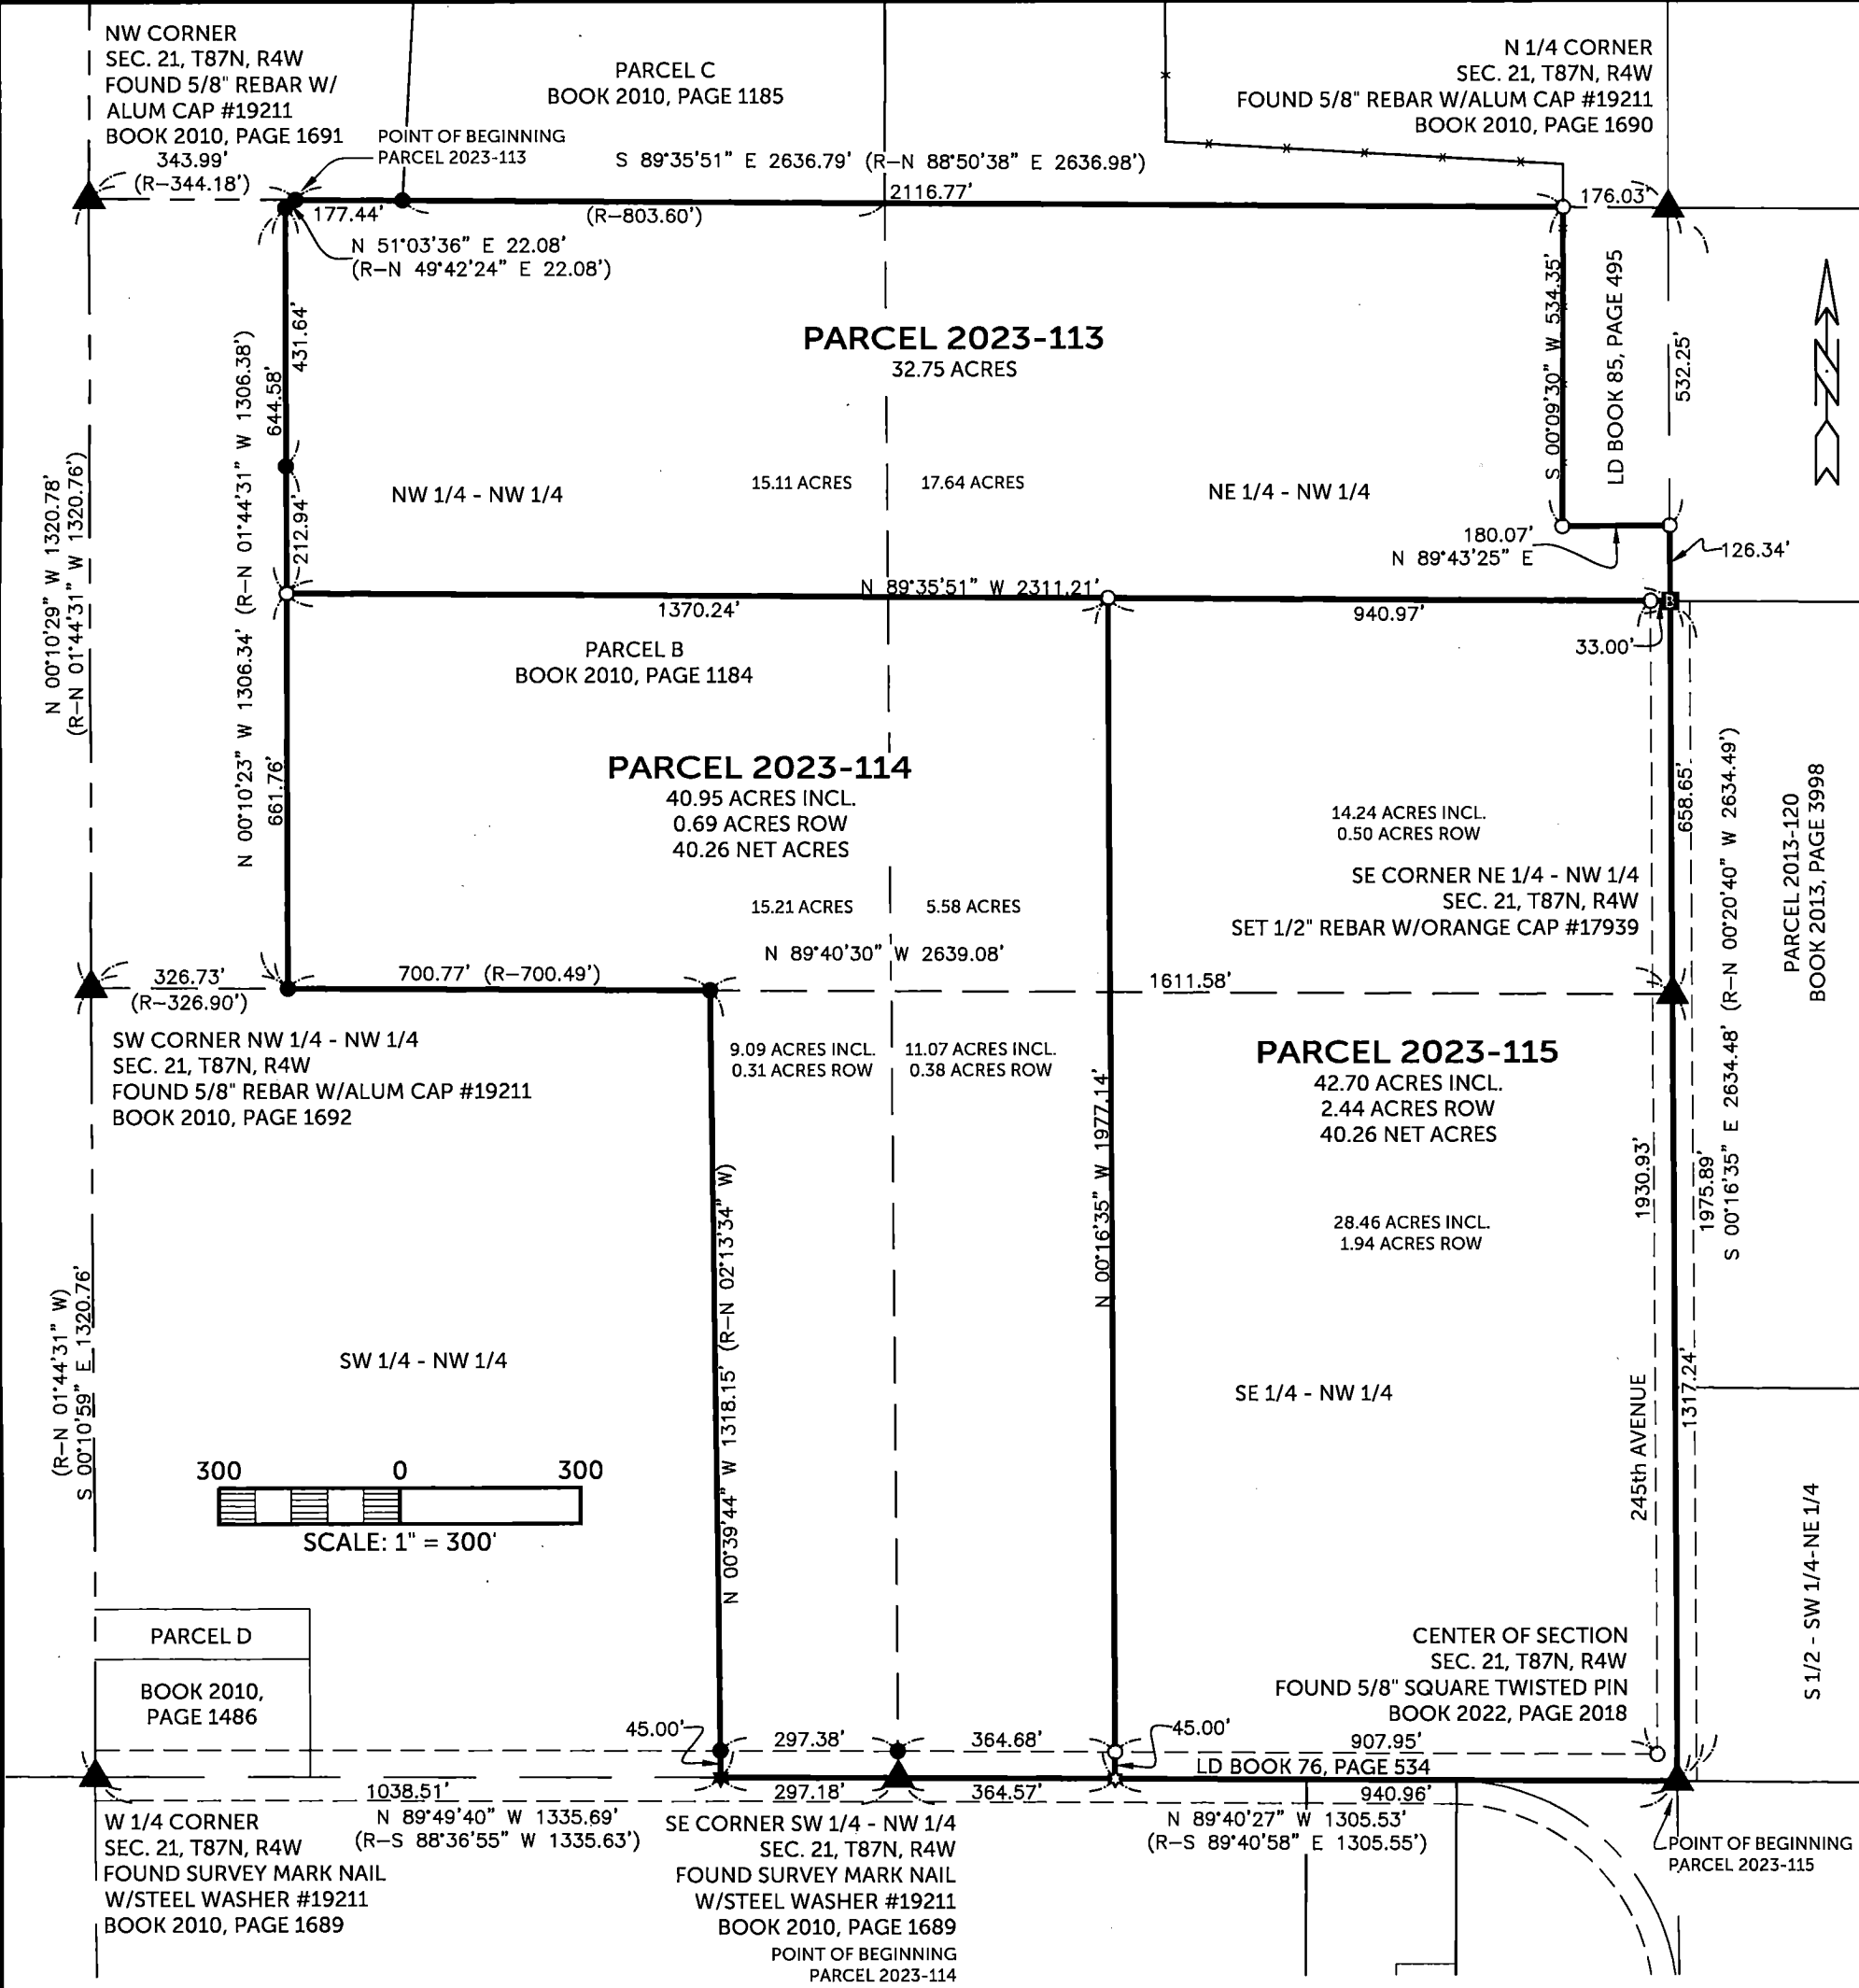 NW CORNER
SEC. 21, T87N, R4W
FOUND 5/8" REBAR W/
ALUM CAP #19211
BOOK 2010, PAGE 1691
343.99'
(R-344.18')
POINT OF BEGINNING
PARCEL 2023-113
PARCEL C
BOOK 2010, PAGE 1185
S 89°35'51" E 2636.79' (R-N 88°50'38" E 2636.98')
N 1/4 CORNER
SEC. 21, T87N, R4W
FOUND 5/8" REBAR W/ALUM CAP #19211
BOOK 2010, PAGE 1690
177.44'
(R-803.60')
2116.77'
176.03'
N 51°03'36" E 22.08'
(R-N 49°42'24" E 22.08')
PARCEL 2023-113
32.75 ACRES
431.64'
644.58'
212.94'
N 00°10'23" W 1306.34' (R-N 01°44'31" W 1306.38')
S 00°09'30" W 534.35'
LD BOOK 85, PAGE 495
532.25'
N
NW 1/4 - NW 1/4
15.11 ACRES
17.64 ACRES
NE 1/4 - NW 1/4
180.07'
N 89°43'25" E
126.34'
N 00°10'29" W 1320.78'
(R-N 01°44'31" W 1320.76')
N 89°35'51" W 2311.21'
1370.24'
940.97'
B
33.00'
PARCEL B
BOOK 2010, PAGE 1184
PARCEL 2023-114
40.95 ACRES INCL.
0.69 ACRES ROW
40.26 NET ACRES
661.76'
14.24 ACRES INCL.
0.50 ACRES ROW
658.65'
SE CORNER NE 1/4 - NW 1/4
SEC. 21, T87N, R4W
SET 1/2" REBAR W/ORANGE CAP #17939
S 00°16'35" E 2634.48' (R-N 00°20'40" W 2634.49')
PARCEL 2013-120
BOOK 2013, PAGE 3998
15.21 ACRES
5.58 ACRES
N 89°40'30" W 2639.08'
326.73'
(R-326.90')
700.77' (R-700.49')
1611.58'
SW CORNER NW 1/4 - NW 1/4
SEC. 21, T87N, R4W
FOUND 5/8" REBAR W/ALUM CAP #19211
BOOK 2010, PAGE 1692
9.09 ACRES INCL.
0.31 ACRES ROW
11.07 ACRES INCL.
0.38 ACRES ROW
PARCEL 2023-115
42.70 ACRES INCL.
2.44 ACRES ROW
40.26 NET ACRES
N 00°16'35" W 1977.14'
1930.93'
1975.89'
28.46 ACRES INCL.
1.94 ACRES ROW
N 00°39'44" W 1318.15' (R-N 02°13'34" W)
(R-N 01°44'31" W)
S 00°10'59" E 1320.76'
SW 1/4 - NW 1/4
SE 1/4 - NW 1/4
245th AVENUE
1317.24'
300 0 300
SCALE: 1" = 300'
S 1/2 - SW 1/4-NE 1/4
PARCEL D
BOOK 2010,
PAGE 1486
CENTER OF SECTION
SEC. 21, T87N, R4W
FOUND 5/8" SQUARE TWISTED PIN
BOOK 2022, PAGE 2018
45.00'
297.38'
364.68'
45.00'
907.95'
LD BOOK 76, PAGE 534
1038.51'
297.18'
364.57'
940.96'
N 89°49'40" W 1335.69'
(R-S 88°36'55" W 1335.63')
N 89°40'27" W 1305.53'
(R-S 89°40'58" E 1305.55')
W 1/4 CORNER
SEC. 21, T87N, R4W
FOUND SURVEY MARK NAIL
W/STEEL WASHER #19211
BOOK 2010, PAGE 1689
SE CORNER SW 1/4 - NW 1/4
SEC. 21, T87N, R4W
FOUND SURVEY MARK NAIL
W/STEEL WASHER #19211
BOOK 2010, PAGE 1689
POINT OF BEGINNING
PARCEL 2023-114
POINT OF BEGINNING
PARCEL 2023-115